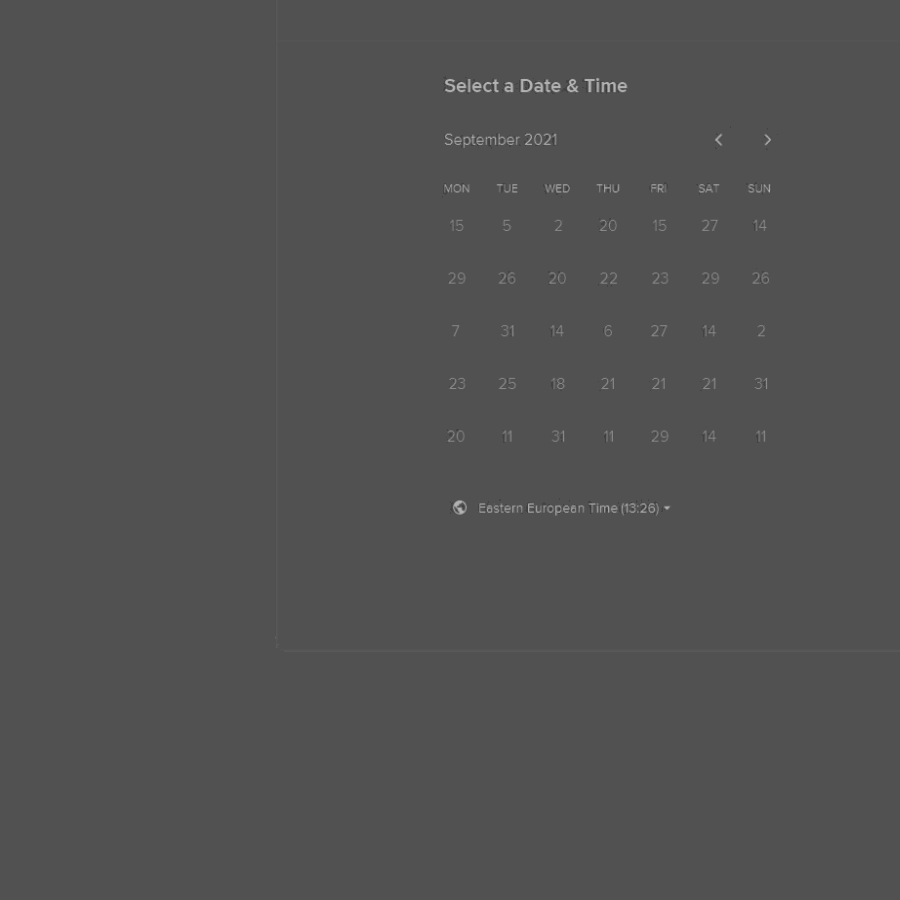 Select a Date & Time
September 2021
MON TUE WED THU FRI SAT SUN
15 5 2 20 15 27 14
29 26 20 22 23 29 26
7 31 14 6 27 14 2
23 25 18 21 21 21 31
20 11 31 11 29 14 11
Eastern European Time (13:26)